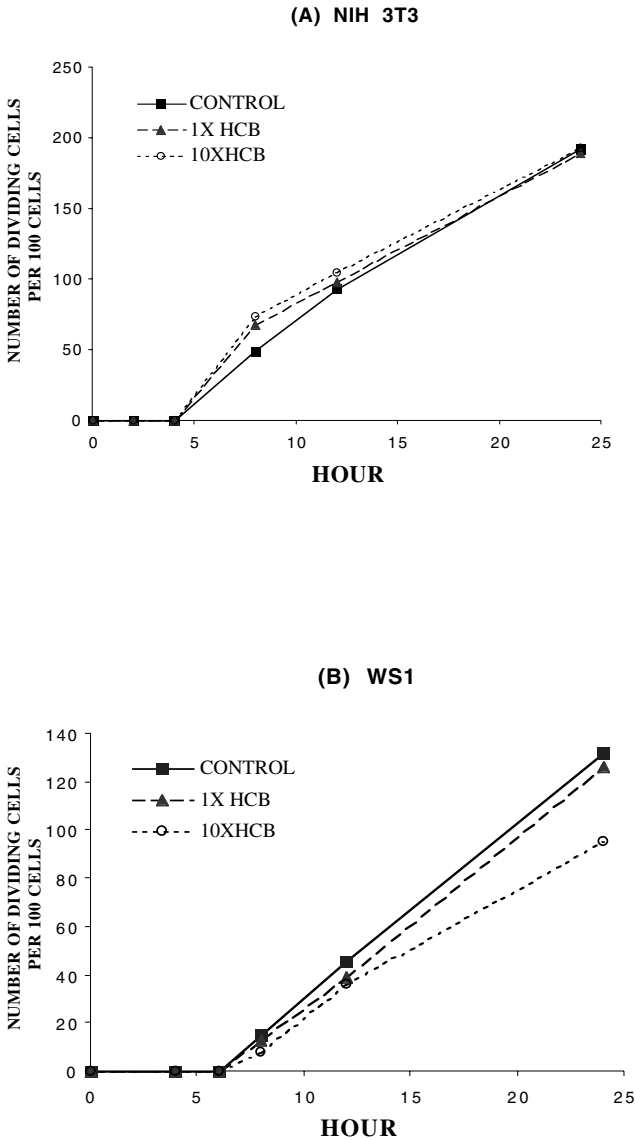 (A) NIH 3T3
NUMBER OF DIVIDING CELLS
PER 100 CELLS
250
200
150
100
50
0
CONTROL
1X HCB
10XHCB
0 5 10 15 20 25
HOUR
(B) WS1
NUMBER OF DIVIDING CELLS
PER 100 CELLS
140
120
100
80
60
40
20
0
CONTROL
1X HCB
10XHCB
0 5 10 15 20 25
HOUR